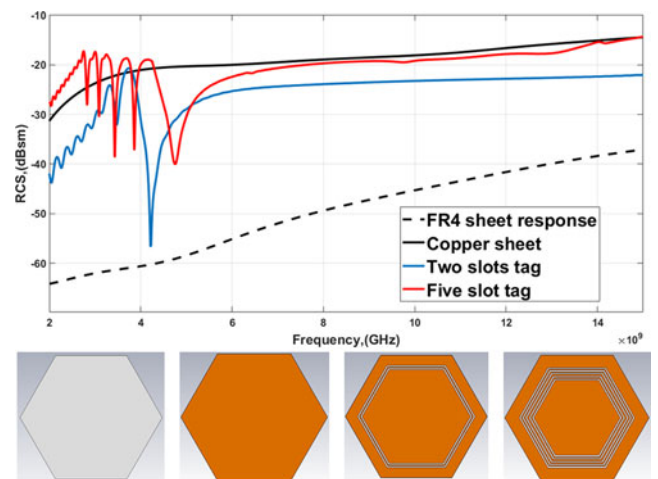 -10
-20
-30
-40
-50
-60
RCS,(dBsm)
FR4 sheet response
Copper sheet
Two slots tag
Five slot tag
2 4 6 8 10 12 14
Frequency,(GHz)
×10⁹